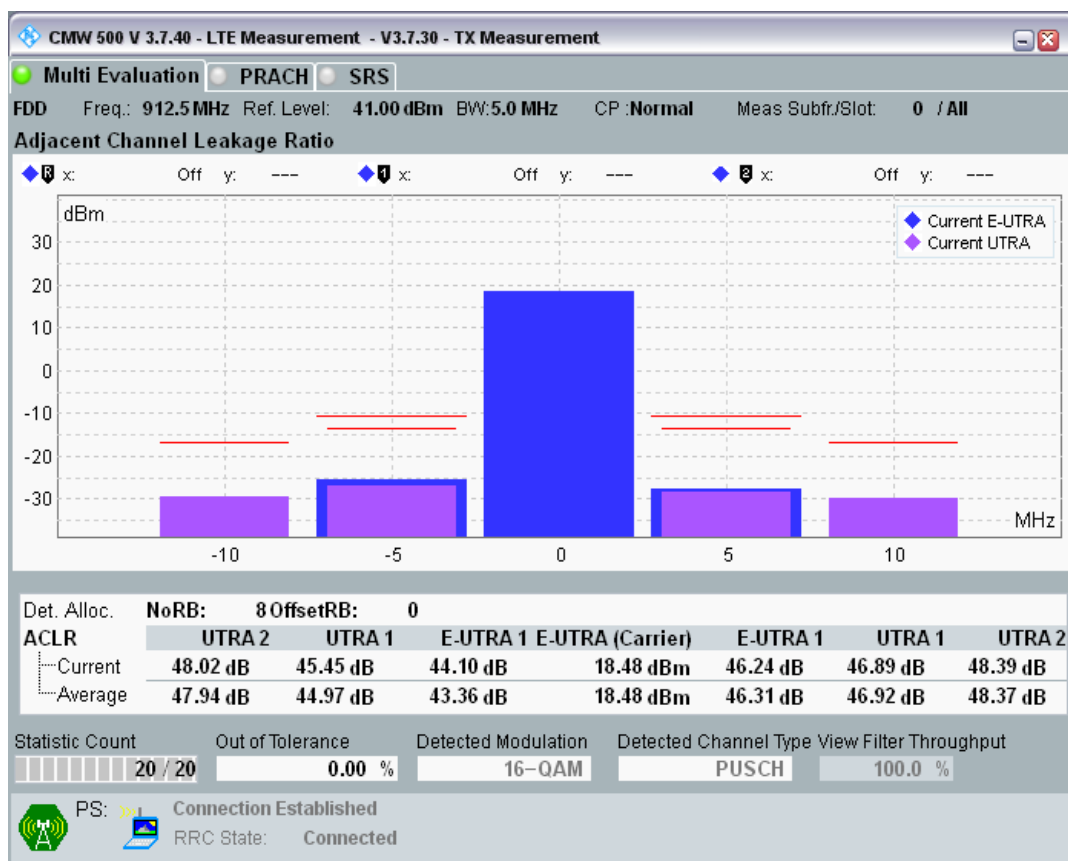 CMW 500 V 3.7.40 - LTE Measurement - V3.7.30 - TX Measurement
Multi Evaluation PRACH SRS
FDD Freq.: 912.5 MHz Ref. Level: 41.00 dBm BW:5.0 MHz CP :Normal Meas Subfr./Slot: 0 / All
Adjacent Channel Leakage Ratio
R x: Off y: --- 1 x: Off y: --- 2 x: Off y: ---
dBm
Current E-UTRA
Current UTRA
30
20
10
0
-10
-20
-30
MHz
-10 -5 0 5 10
Det. Alloc. NoRB: 8 OffsetRB: 0
ACLR UTRA 2 UTRA 1 E-UTRA 1 E-UTRA (Carrier) E-UTRA 1 UTRA 1 UTRA 2
Current 48.02 dB 45.45 dB 44.10 dB 18.48 dBm 46.24 dB 46.89 dB 48.39 dB
Average 47.94 dB 44.97 dB 43.36 dB 18.48 dBm 46.31 dB 46.92 dB 48.37 dB
Statistic Count Out of Tolerance Detected Modulation Detected Channel Type View Filter Throughput
20 / 20 0.00 % 16-QAM PUSCH 100.0 %
PS: Connection Established
RRC State: Connected